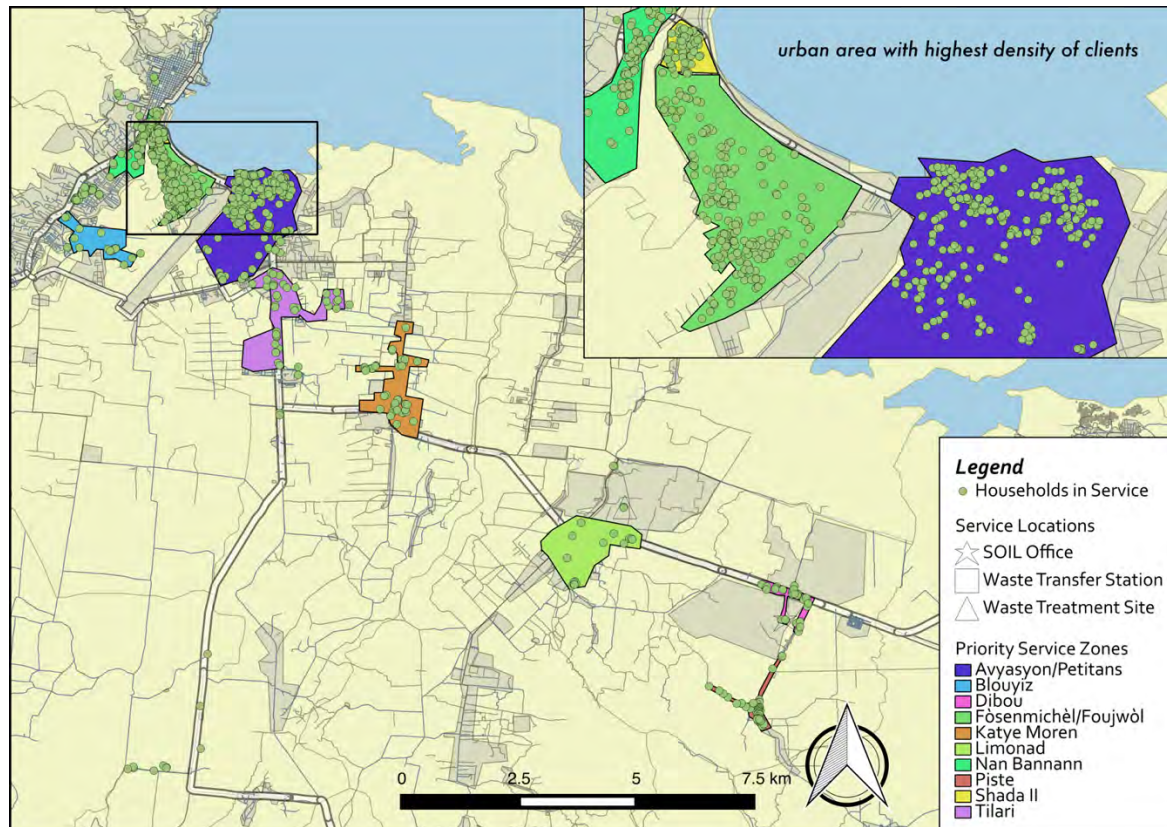 urban area with highest density of clients
Legend
Households in Service
Service Locations
SOIL Office
Waste Transfer Station
Waste Treatment Site
Priority Service Zones
Avyasyon/Petitans
Blouyiz
Dibou
Fòsenmichèl/Foujwòl
Katye Moren
Limonad
Nan Bannann
Piste
Shada II
Tilari
0 2.5 5 7.5 km